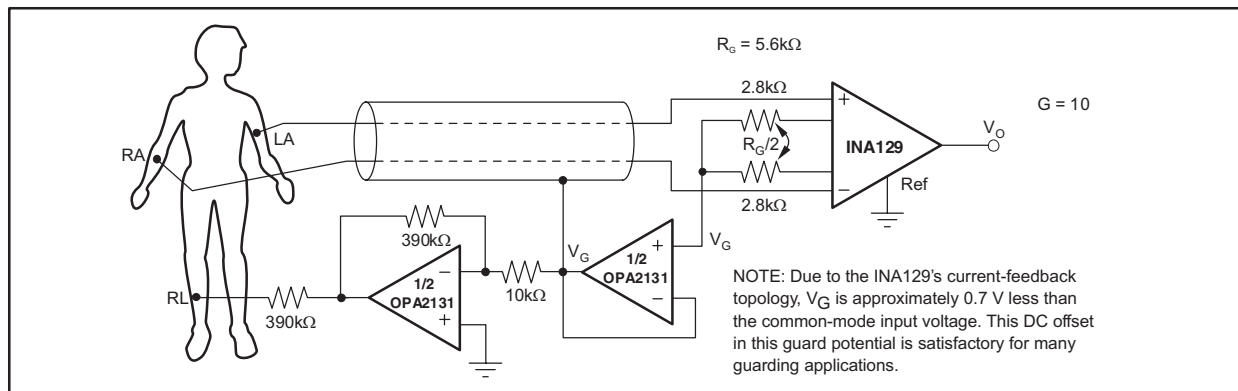 R_G = 5.6kΩ
2.8kΩ
G = 10
+
LA
RA
R_G/2
INA129
V_O
Ref
−
2.8kΩ
390kΩ
V_G
+
V_G
1/2
OPA2131
−
10kΩ
−
1/2
OPA2131
+
RL
390kΩ
NOTE: Due to the INA129's current-feedback
topology, V_G is approximately 0.7 V less than
the common-mode input voltage. This DC offset
in this guard potential is satisfactory for many
guarding applications.